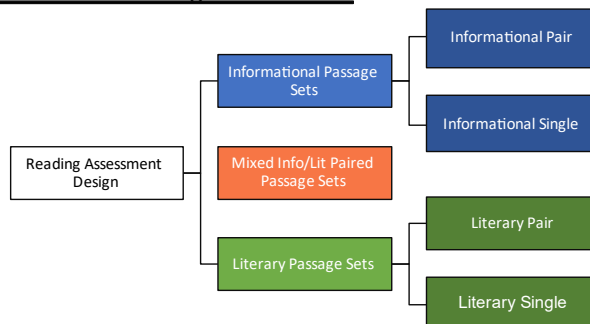 Informational Pair
Informational Passage
Sets
Informational Single
Reading Assessment
Design
Mixed Info/Lit Paired
Passage Sets
Literary Pair
Literary Passage Sets
Literary Single